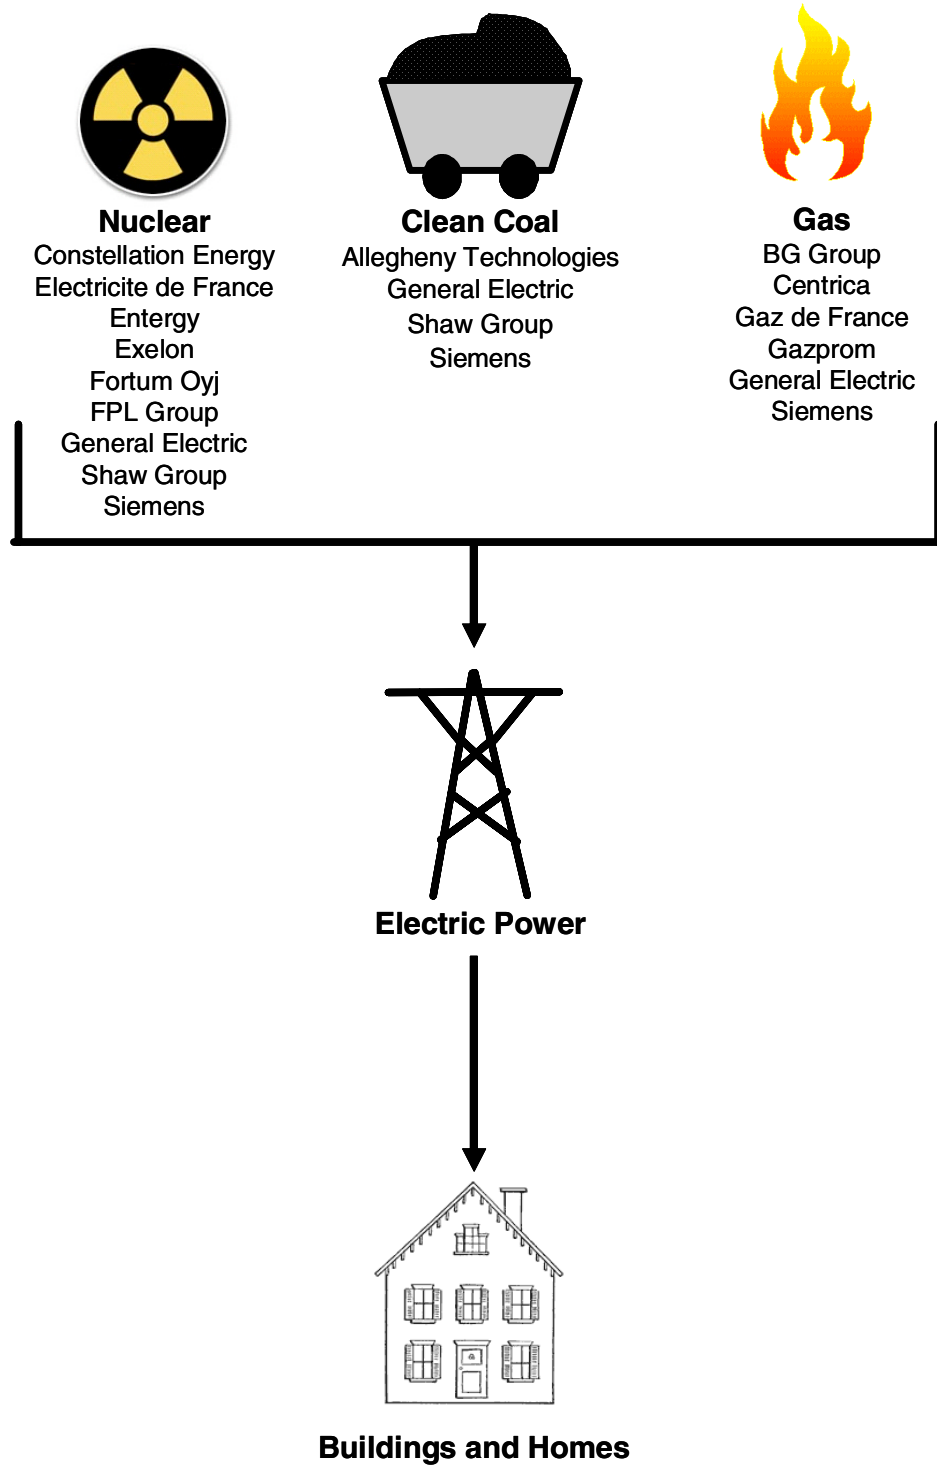 Nuclear
Constellation Energy
Electricite de France
Entergy
Exelon
Fortum Oyj
FPL Group
General Electric
Shaw Group
Siemens
Clean Coal
Allegheny Technologies
General Electric
Shaw Group
Siemens
Gas
BG Group
Centrica
Gaz de France
Gazprom
General Electric
Siemens
Electric Power
Buildings and Homes